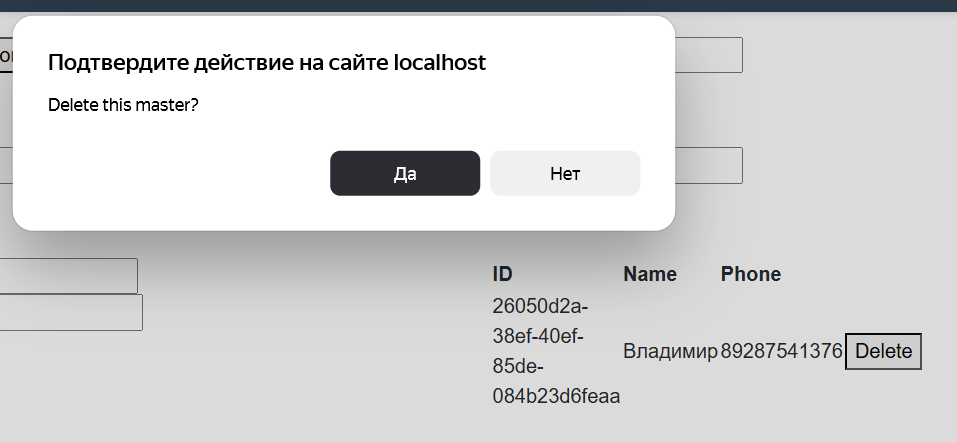 Подтвердите действие на сайте localhost
Delete this master?
Да
Нет
ID Name Phone
26050d2a-
38ef-40ef-
85de-
084b23d6feaa
Владимир 89287541376 Delete